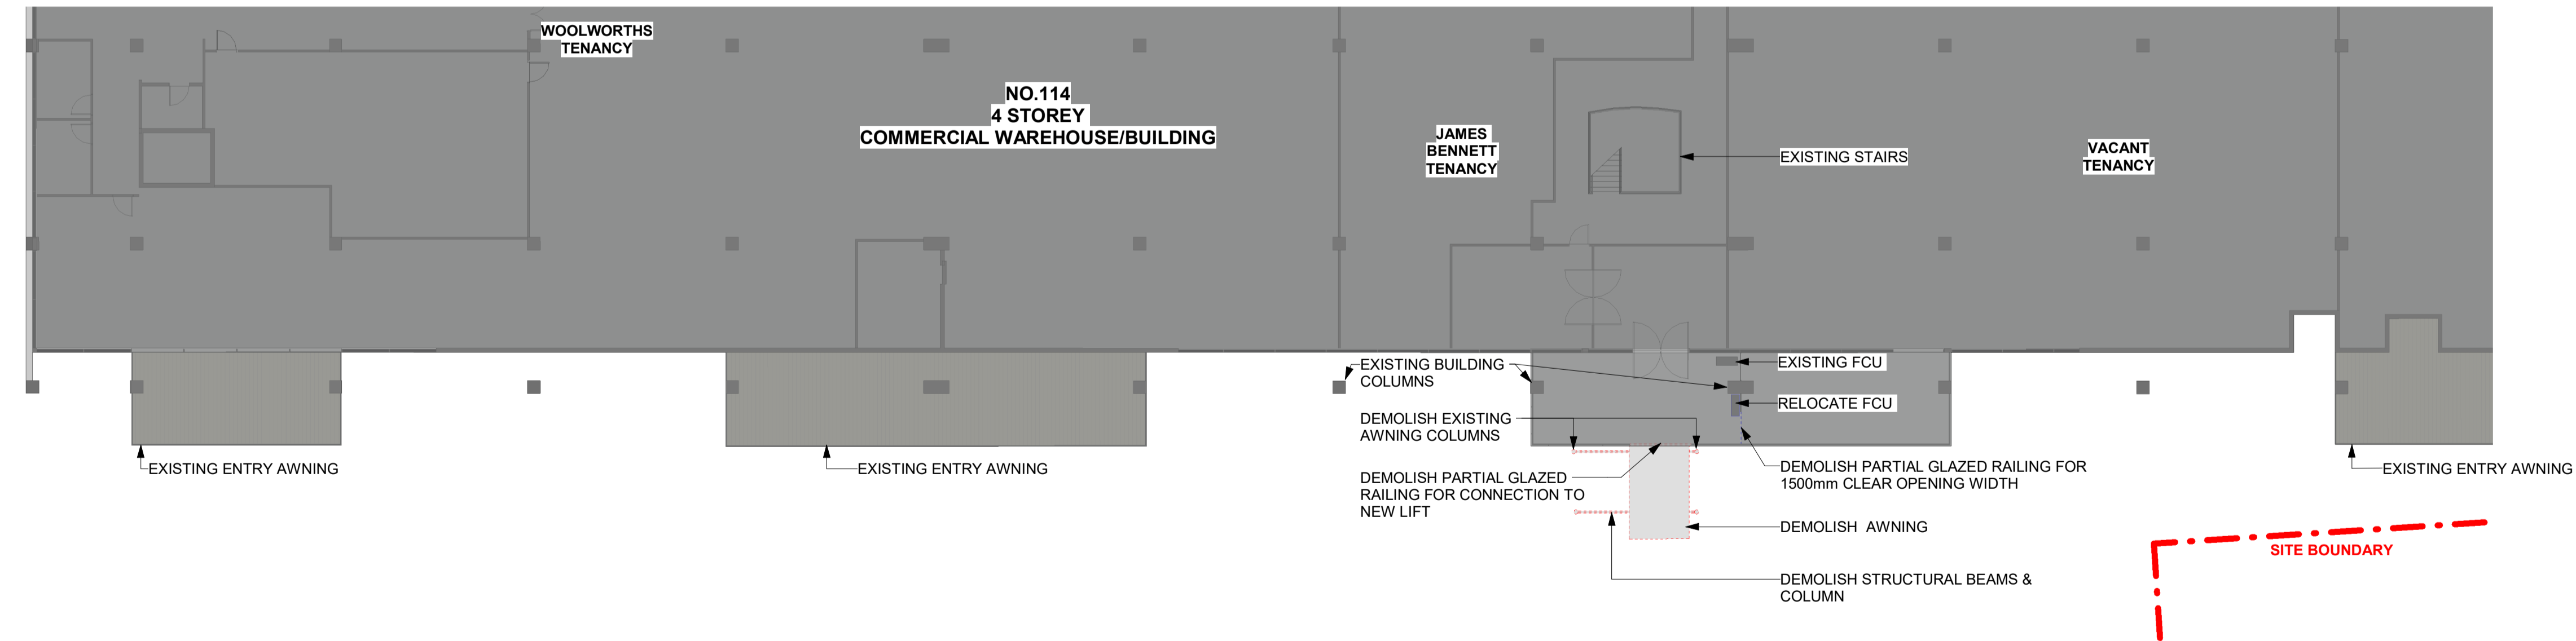 WOOLWORTHS
TENANCY
NO.114
4 STOREY
COMMERCIAL WAREHOUSE/BUILDING
JAMES
BENNETT
TENANCY
EXISTING STAIRS
VACANT
TENANCY
EXISTING BUILDING
COLUMNS
EXISTING FCU
RELOCATE FCU
DEMOLISH EXISTING
AWNING COLUMNS
EXISTING ENTRY AWNING
EXISTING ENTRY AWNING
DEMOLISH PARTIAL GLAZED
RAILING FOR CONNECTION TO
NEW LIFT
DEMOLISH PARTIAL GLAZED RAILING FOR
1500mm CLEAR OPENING WIDTH
EXISTING ENTRY AWNING
DEMOLISH AWNING
SITE BOUNDARY
DEMOLISH STRUCTURAL BEAMS &
COLUMN